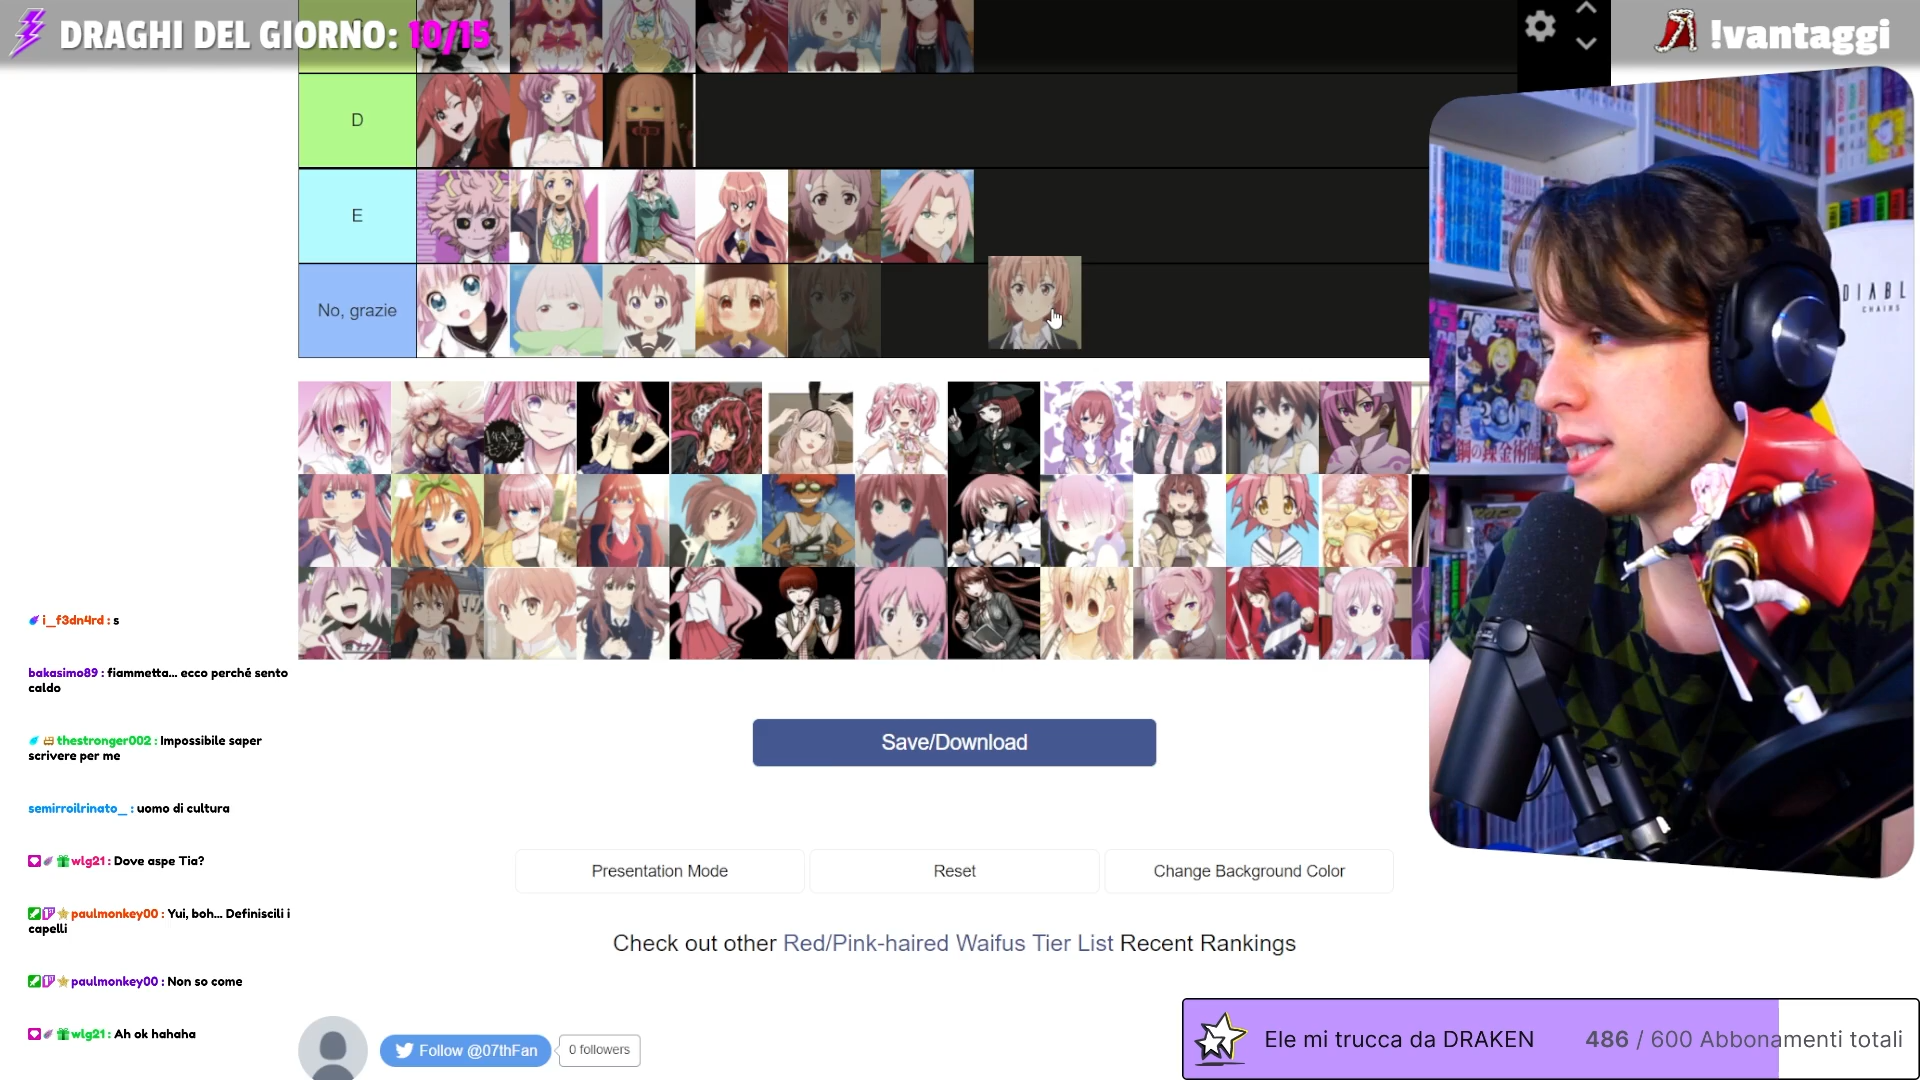 DRAGHI DEL GIORNO: 10/15
!vantaggi
D
E
No, grazie
DIABL
CHAIRS
Save/Download
Presentation Mode
Reset
Change Background Color
Check out other Red/Pink-haired Waifus Tier List Recent Rankings
Follow @07thFan
0 followers
i_f3dn4rd : s
bakasimo89 : fiammetta... ecco perché sento
caldo
thestronger002 : Impossibile saper
scrivere per me
semirroilrinato_ : uomo di cultura
wlg21 : Dove aspe Tia?
paulmonkey00 : Yui, boh... Definiscili i
capelli
paulmonkey00 : Non so come
wlg21 : Ah ok hahaha
Ele mi trucca da DRAKEN 486 / 600 Abbonamenti totali